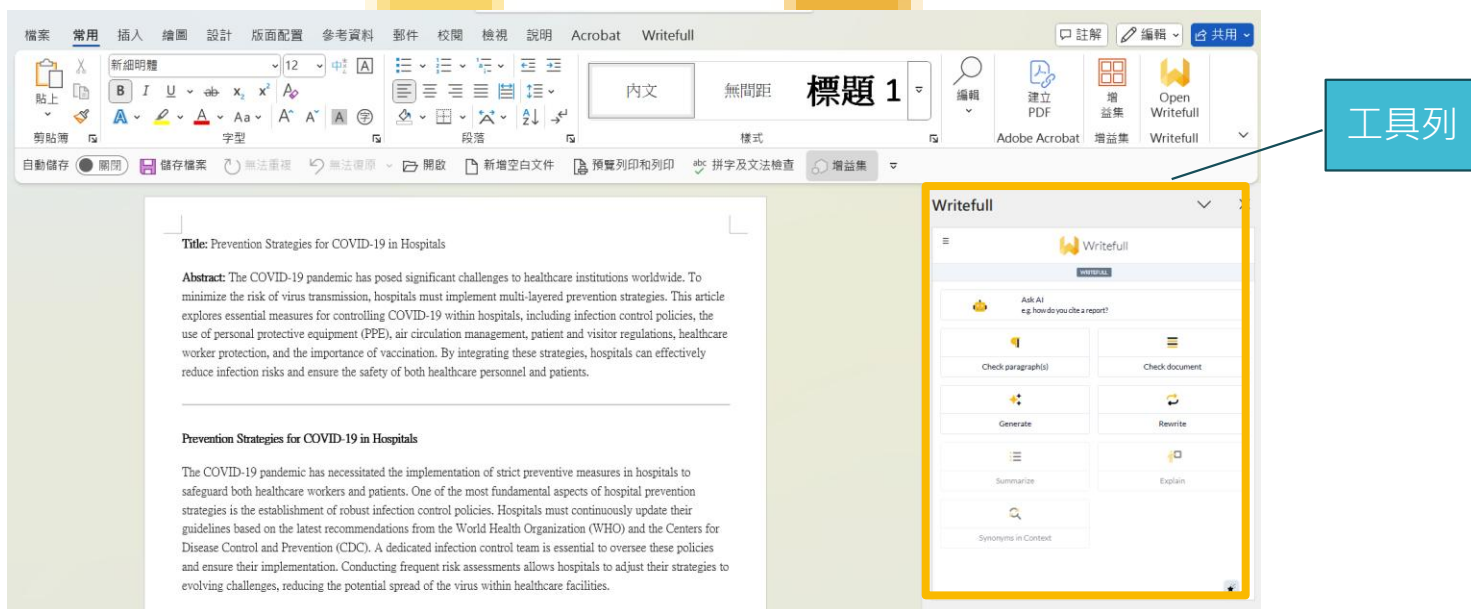 檔案 常用 插入 繪圖 設計 版面配置 參考資料 郵件 校閱 檢視 說明 Acrobat Writefull 註解 編輯 共用
新細明體 12
貼上
B I U ab x₂ x² A
Aa A A A 字
內文 無間距 標題 1
編輯
建立 PDF
增益集
Open Writefull
剪貼簿 字型 段落 樣式 Adobe Acrobat 增益集 Writefull
工具列
自動儲存 關閉 儲存檔案 無法重複 無法復原 開啟 新增空白文件 預覽列印和列印 abc 拼字及文法檢查 增益集
Title: Prevention Strategies for COVID-19 in Hospitals
Abstract: The COVID-19 pandemic has posed significant challenges to healthcare institutions worldwide. To
minimize the risk of virus transmission, hospitals must implement multi-layered prevention strategies. This article
explores essential measures for controlling COVID-19 within hospitals, including infection control policies, the
use of personal protective equipment (PPE), air circulation management, patient and visitor regulations, healthcare
worker protection, and the importance of vaccination. By integrating these strategies, hospitals can effectively
reduce infection risks and ensure the safety of both healthcare personnel and patients.
Prevention Strategies for COVID-19 in Hospitals
The COVID-19 pandemic has necessitated the implementation of strict preventive measures in hospitals to
safeguard both healthcare workers and patients. One of the most fundamental aspects of hospital prevention
strategies is the establishment of robust infection control policies. Hospitals must continuously update their
guidelines based on the latest recommendations from the World Health Organization (WHO) and the Centers for
Disease Control and Prevention (CDC). A dedicated infection control team is essential to oversee these policies
and ensure their implementation. Conducting frequent risk assessments allows hospitals to adjust their strategies to
evolving challenges, reducing the potential spread of the virus within healthcare facilities.
Writefull
Writefull
WRITEFULL
Ask AI
e.g. how do you cite a report?
Check paragraph(s) Check document
Generate Rewrite
Summarize Explain
Synonyms in Context